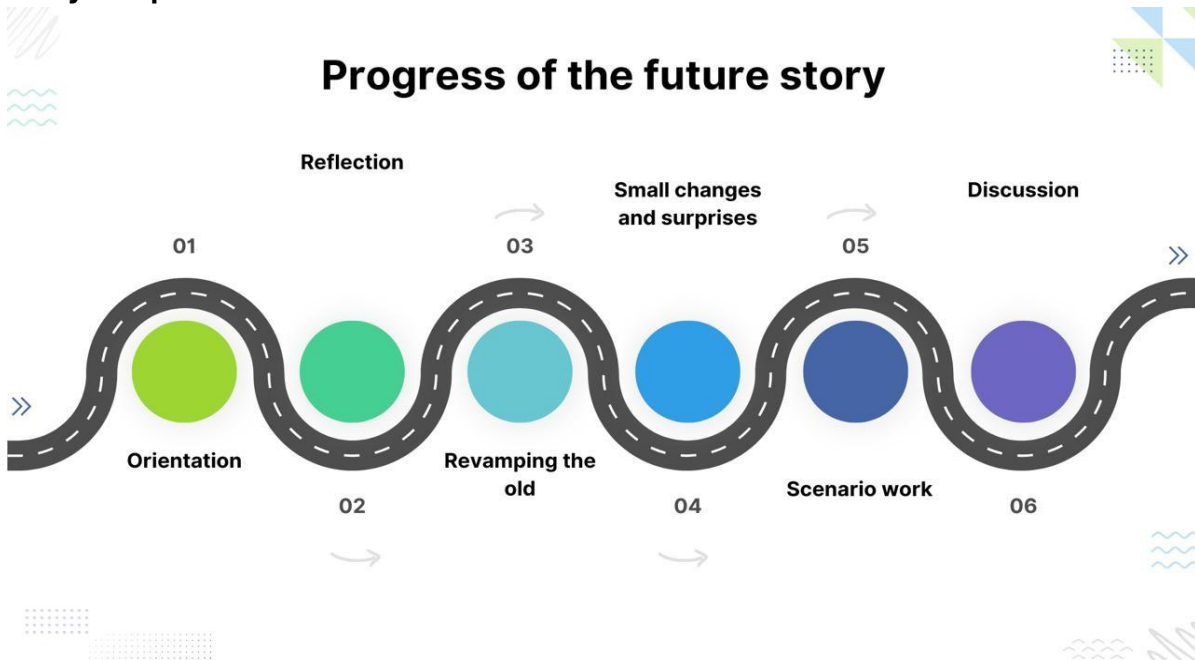 Progress of the future story
Reflection
Small changes
and surprises
Discussion
01
03
05
Orientation
Revamping the
old
Scenario work
02
04
06